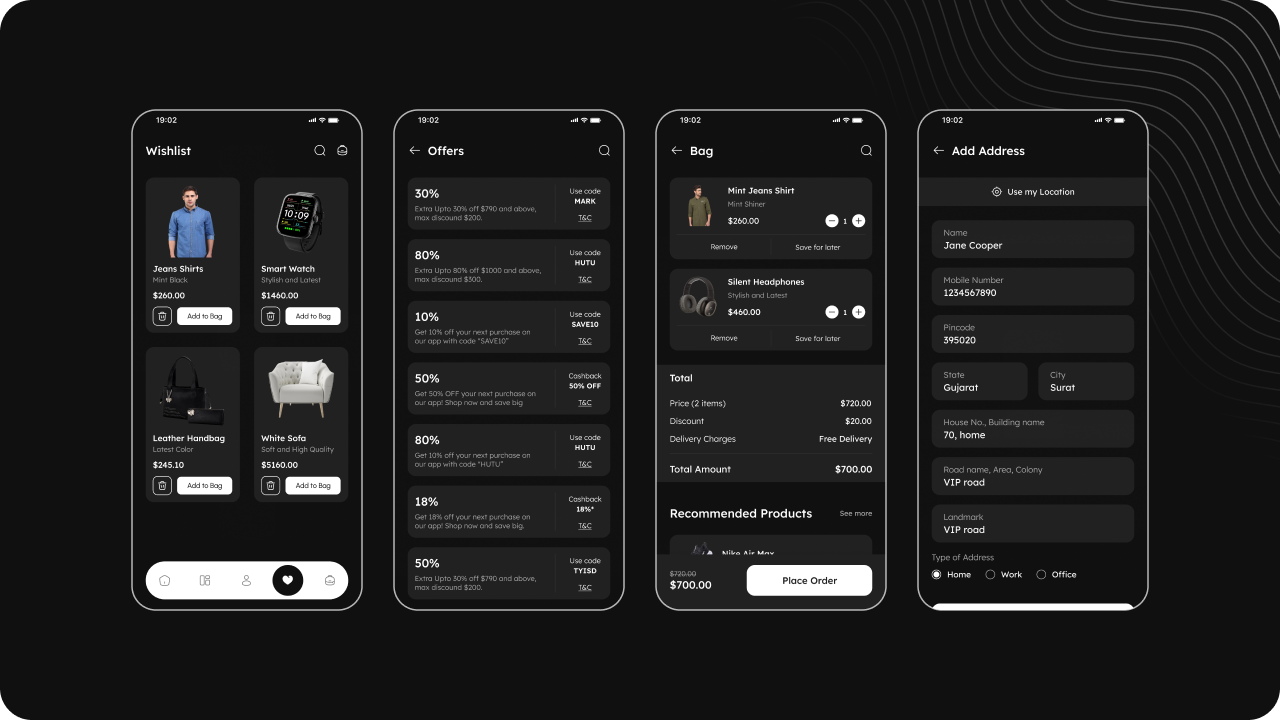 19:02
Wishlist
Jeans Shirts
Mint Black
$260.00
Add to Bag
Smart Watch
Stylish and Latest
$1460.00
Add to Bag
Leather Handbag
Latest Color
$245.10
Add to Bag
White Sofa
Soft and High Quality
$5160.00
Add to Bag
19:02
Offers
30%
Extra Upto 30% off $790 and above,
max discound $200.
Use code
MARK
T&C
80%
Extra Upto 80% off $1000 and above,
max discound $300.
Use code
HUTU
T&C
10%
Get 10% off your next purchase on
our app with code "SAVE10"
Use code
SAVE10
T&C
50%
Get 50% OFF your next purchase on
our app! Shop now and save big
Cashback
50% OFF
T&C
80%
Get 10% off your next purchase on
our app with code "HUTU"
Use code
HUTU
T&C
18%
Get 18% off your next purchase on
our app! Shop now and save big.
Cashback
18%*
T&C
50%
Extra Upto 30% off $790 and above,
max discound $200.
Use code
TYISD
T&C
19:02
Bag
Mint Jeans Shirt
Mint Shiner
$260.00
1
Remove
Save for later
Silent Headphones
Stylish and Latest
$460.00
1
Remove
Save for later
Total
Price (2 items) $720.00
Discount $20.00
Delivery Charges Free Delivery
Total Amount $700.00
Recommended Products See more
Nike Air Max
$720.00
$700.00
Place Order
19:02
Add Address
Use my Location
Name
Jane Cooper
Mobile Number
1234567890
Pincode
395020
State
Gujarat
City
Surat
House No., Building name
70, home
Road name, Area, Colony
VIP road
Landmark
VIP road
Type of Address
Home Work Office